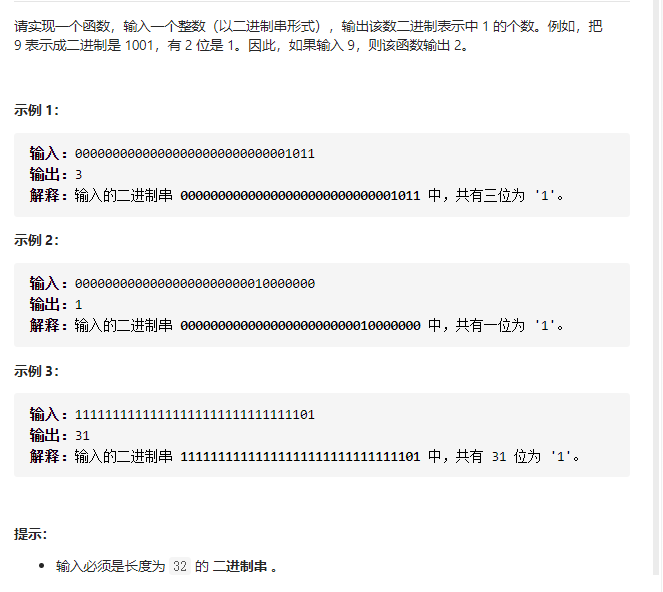 请实现一个函数，输入一个整数（以二进制串形式），输出该数二进制表示中 1 的个数。例如，把
9 表示成二进制是 1001，有 2 位是 1。因此，如果输入 9，则该函数输出 2。
示例 1：
输入：00000000000000000000000000001011
输出：3
解释：输入的二进制串 00000000000000000000000000001011 中，共有三位为 '1'。
示例 2：
输入：00000000000000000000000010000000
输出：1
解释：输入的二进制串 00000000000000000000000010000000 中，共有一位为 '1'。
示例 3：
输入：11111111111111111111111111111101
输出：31
解释：输入的二进制串 11111111111111111111111111111101 中，共有 31 位为 '1'。
提示：
• 输入必须是长度为 32 的 二进制串 。